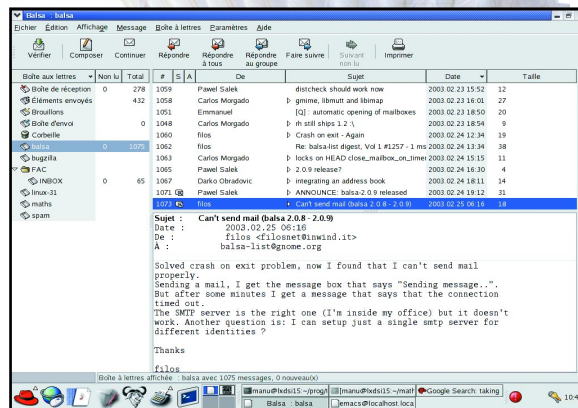 Balsa : balsa
Fichier Édition Affichage Message Boîte à lettres Paramètres Aide
Vérifier Composer Continuer Répondre Répondre à tous Répondre au groupe Faire suivre Suivant non lu Imprimer
Boîte aux lettres Non lu Total
Boîte de réception 0 278
Éléments envoyés 432
Brouillons
Boîte d'envoi 0
Corbeille
balsa 0 1075
bugzilla
FAC
INBOX 0 65
linux-31
maths
spam
# S A De Sujet Date Taille
1059 Pawel Salek distcheck should work now 2003.02.23 15:52 12
1058 Carlos Morgado gmime, libmutt and libimap 2003.02.23 16:01 27
1051 Emmanuel [Q] : automatic opening of mailboxes 2003.02.23 18:50 20
1048 Carlos Morgado rh still ships 1.2 :\ 2003.02.23 18:54 9
1060 filos Crash on exit - Again 2003.02.24 12:34 19
1062 filos Re: balsa-list digest, Vol 1 #1257 - 1 ms 2003.02.24 13:34 38
1063 Carlos Morgado locks on HEAD close_mailbox_on_timer 2003.02.24 15:15 11
1065 Pawel Salek 2.0.9 release? 2003.02.24 16:30 4
1067 Darko Obradovic integrating an address book 2003.02.24 18:11 14
1071 Pawel Salek ANNOUNCE: balsa-2.0.9 released 2003.02.24 19:12 31
1073 filos Can't send mail (balsa 2.0.8 - 2.0.9) 2003.02.25 06:16 18
Sujet : Can't send mail (balsa 2.0.8 - 2.0.9)
Date : 2003.02.25 06:16
De : filos <filosnet@inwind.it>
À : balsa-list@gnome.org
Solved crash on exit problem, now I found that I can't send mail
properly.
Sending a mail, I get the message box that says "Sending message..".
But after some minutes I get a message that says that the connection
timed out.
The SMTP server is the right one (I'm inside my office) but it doesn't
work. Another question is: I can setup just a single smtp server for
different identities ?
Thanks
filos
Boîte à lettres affichée : balsa avec 1075 messages, 0 nouveau(x)
manu@lxdsi15:~/prog/l [manu@lxdsi15:~/math Google Search: taking
Balsa : balsa emacs@localhost.loca
10:4